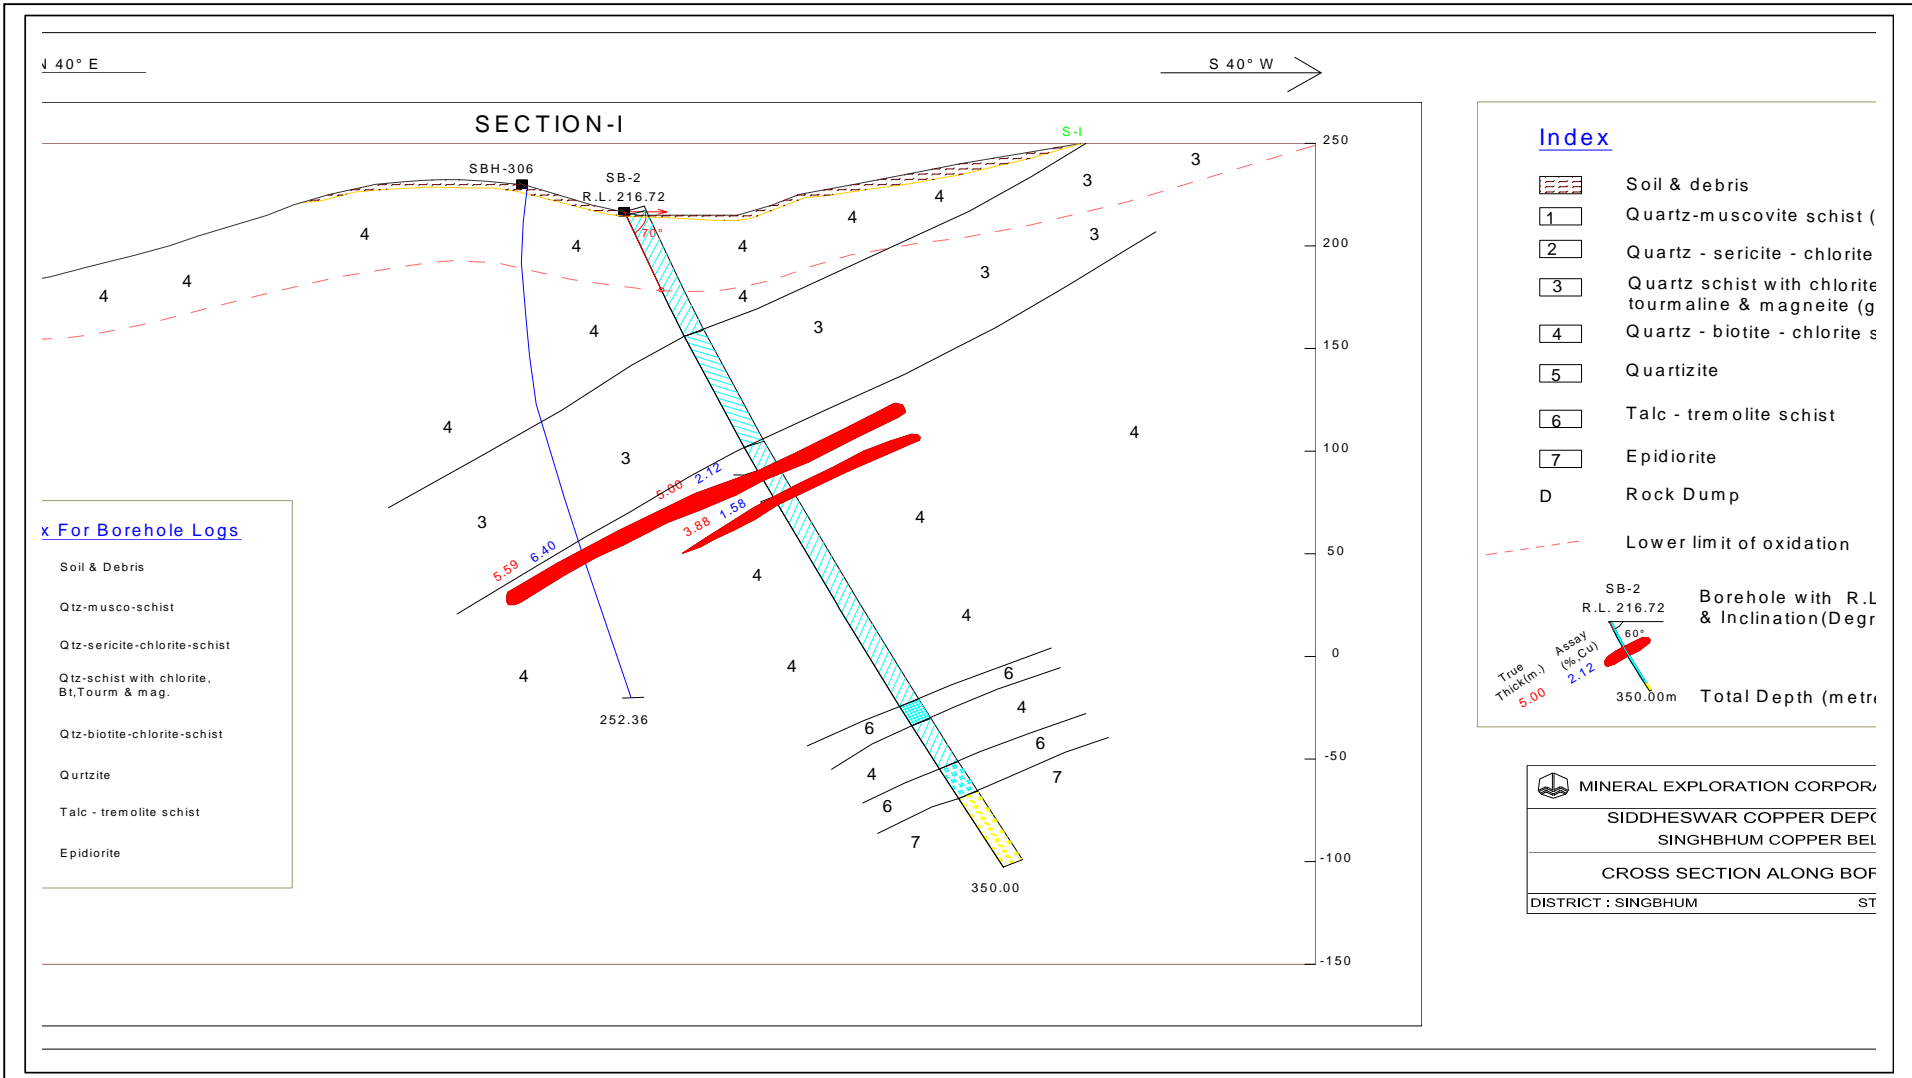 N 40° E
S 40° W
SECTION-I
S-I
250
SBH-306
SB-2
R.L. 216.72
70°
3
3
4
4
4
4
4
3
200
4
4
4
3
4
3
150
4
4
4
3
100
5.00 2.12
3.88 1.58
3
4
5.59 6.40
50
4
4
0
4
4
6
252.36
4
6
6
-50
4
7
6
7
-100
350.00
-150
x For Borehole Logs
Soil & Debris
Qtz-musco-schist
Qtz-sericite-chlorite-schist
Qtz-schist with chlorite,
Bt,Tourm & mag.
Qtz-biotite-chlorite-schist
Qurtzite
Talc - tremolite schist
Epidiorite
Index
Soil & debris
1 Quartz-muscovite schist (
2 Quartz - sericite - chlorite
3 Quartz schist with chlorite
tourmaline & magneite (g
4 Quartz - biotite - chlorite s
5 Quartizite
6 Talc - tremolite schist
7 Epidiorite
D Rock Dump
Lower limit of oxidation
SB-2
R.L. 216.72
60°
True
Thick(m.)
5.00
Assay
(%,Cu)
2.12
350.00m
Borehole with R.L
& Inclination(Degr
Total Depth (metre
MINERAL EXPLORATION CORPORA
SIDDHESWAR COPPER DEPO
SINGHBHUM COPPER BEL
CROSS SECTION ALONG BOR
DISTRICT : SINGBHUM ST